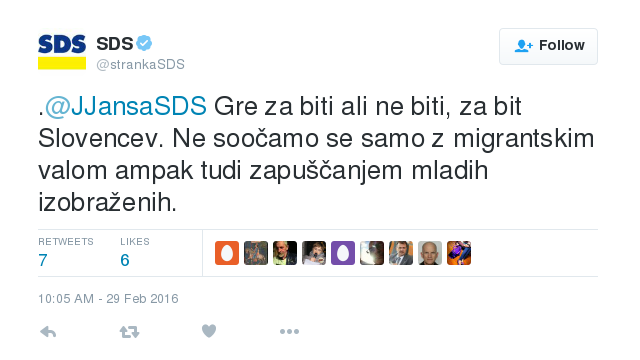 SDS
SDS
@strankaSDS
Follow
.@JJansaSDS Gre za biti ali ne biti, za bit
Slovencev. Ne soočamo se samo z migrantskim
valom ampak tudi zapuščanjem mladih
izobraženih.
RETWEETS LIKES
7 6
10:05 AM - 29 Feb 2016